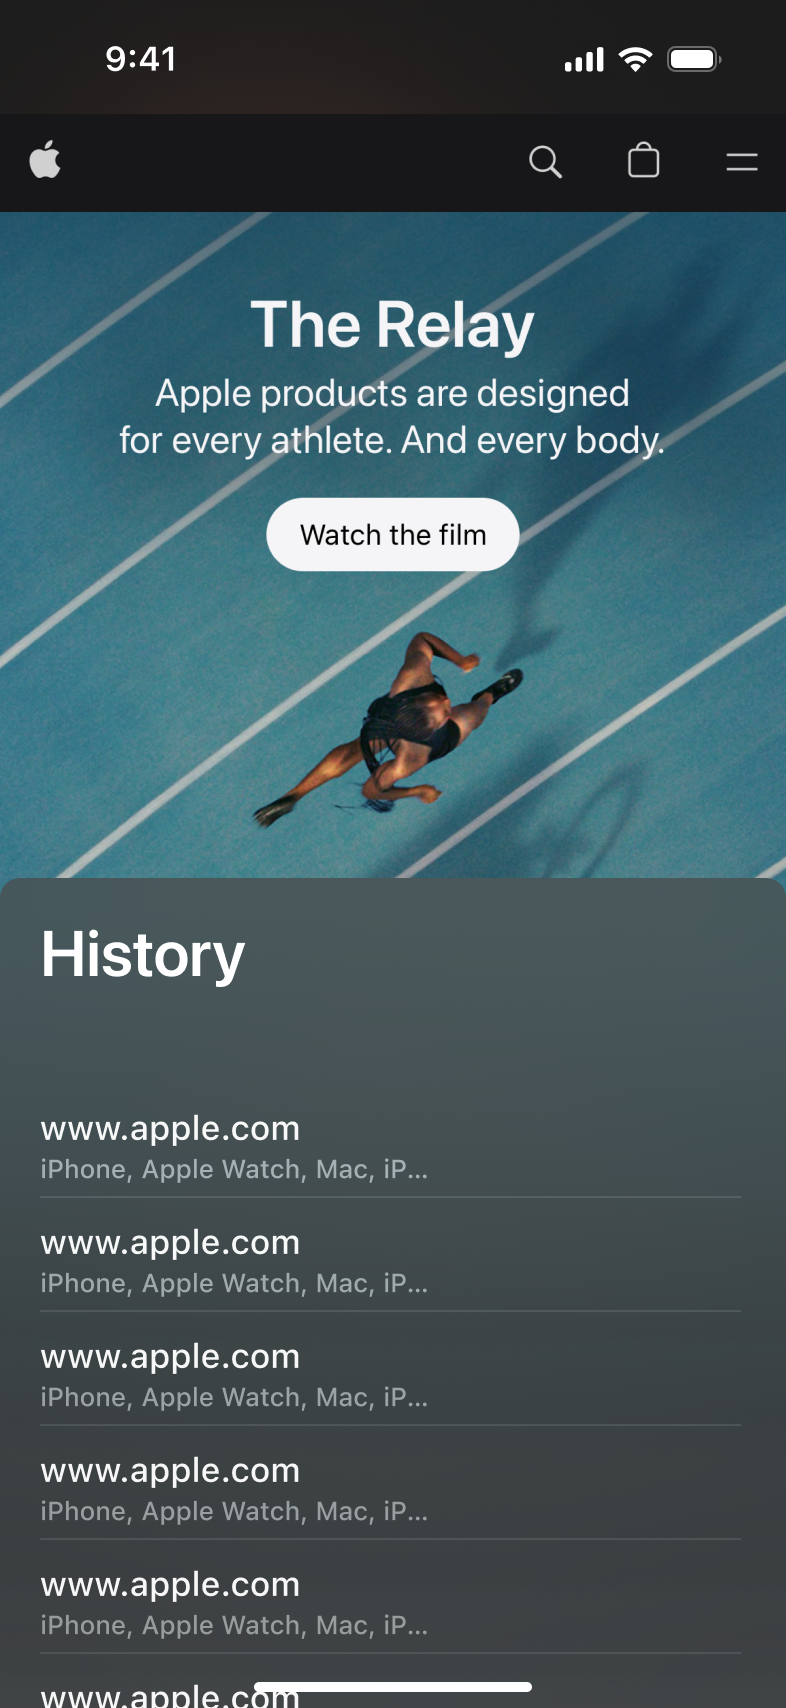 9:41
The Relay
Apple products are designed
for every athlete. And every body.
Watch the film
History
www.apple.com
iPhone, Apple Watch, Mac, iP...
www.apple.com
iPhone, Apple Watch, Mac, iP...
www.apple.com
iPhone, Apple Watch, Mac, iP...
www.apple.com
iPhone, Apple Watch, Mac, iP...
www.apple.com
iPhone, Apple Watch, Mac, iP...
www.apple.com